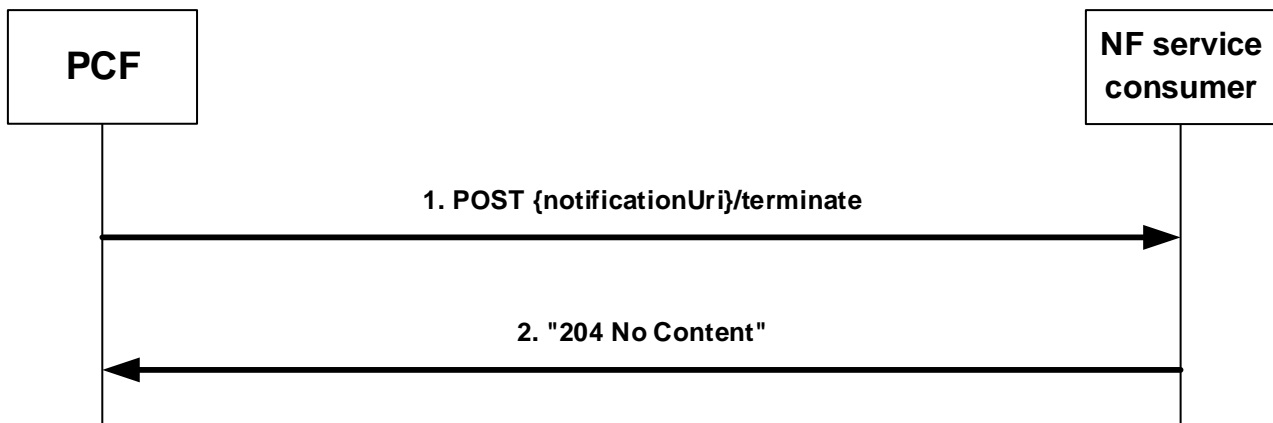 PCF
NF service
consumer
1. POST {notificationUri}/terminate
2. "204 No Content"